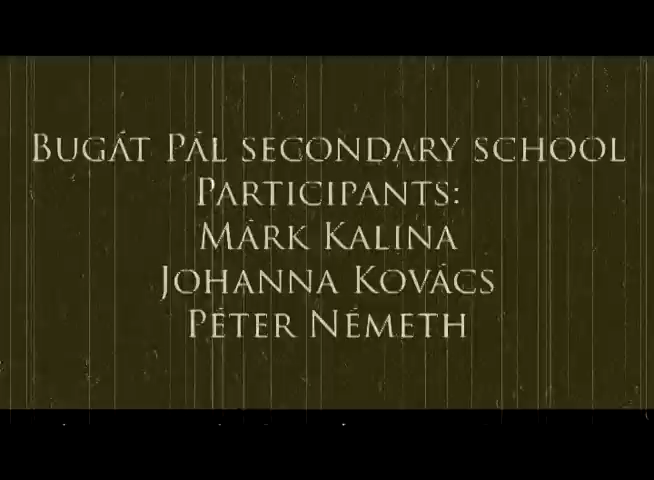 Bugát Pál secondary school
Participants:
Márk Kalina
Johanna Kovács
Péter Németh